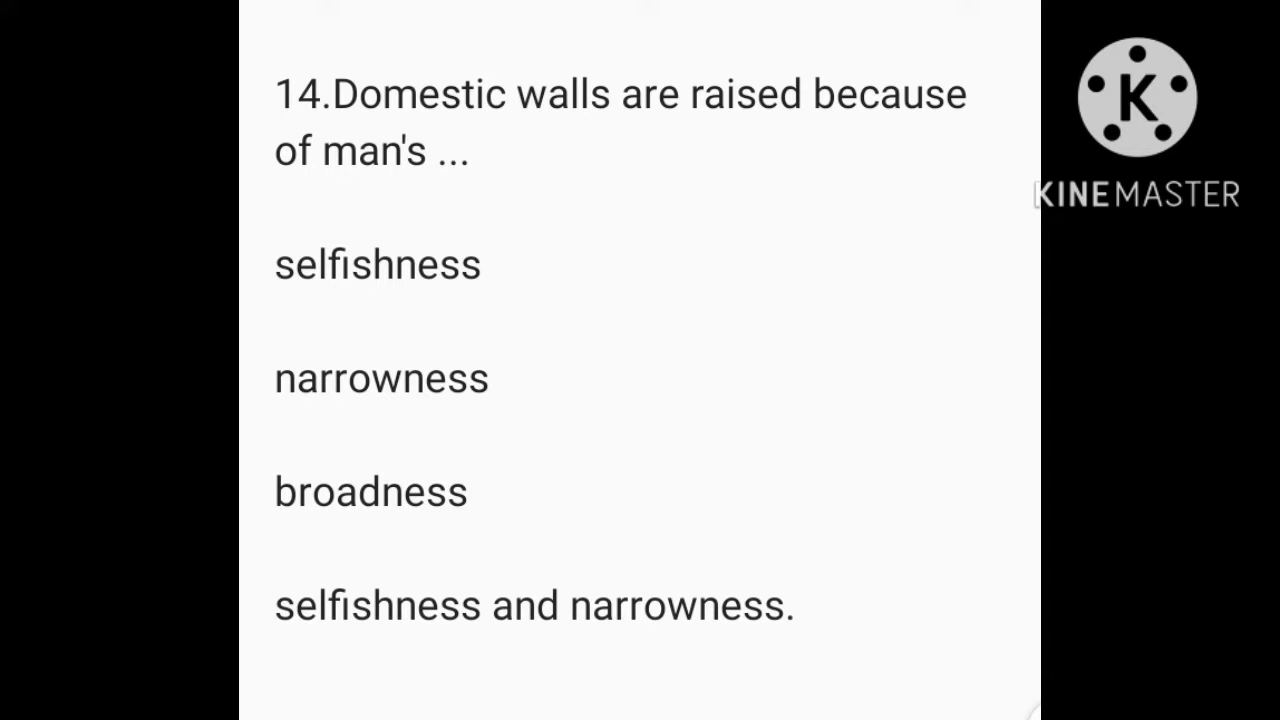 14.Domestic walls are raised because
of man's ...
selfishness
narrowness
broadness
selfishness and narrowness.
K
KINEMASTER